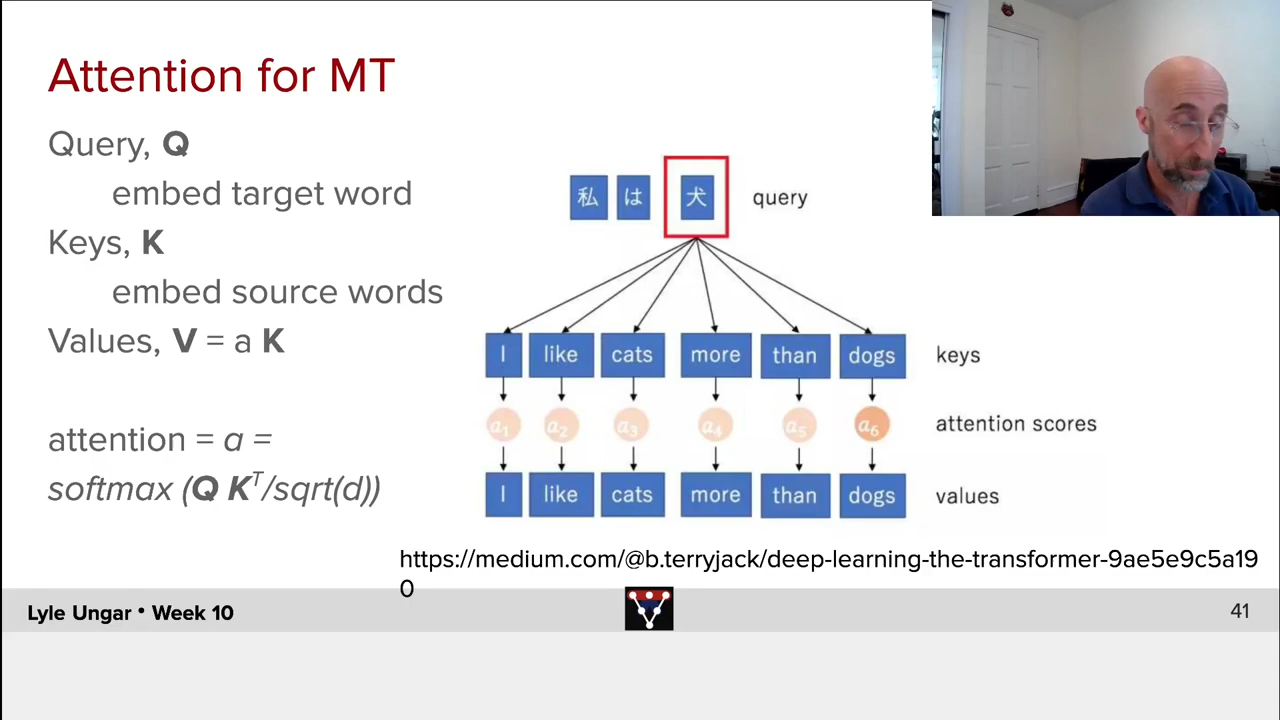 Attention for MT
Query, Q
embed target word
Keys, K
embed source words
Values, V = a K
attention = a =
softmax (Q Kᵀ/sqrt(d))
私 は 犬 query
I like cats more than dogs keys
a₁ a₂ a₃ a₄ a₅ a₆ attention scores
I like cats more than dogs values
https://medium.com/@b.terryjack/deep-learning-the-transformer-9ae5e9c5a19
0
Lyle Ungar • Week 10
41